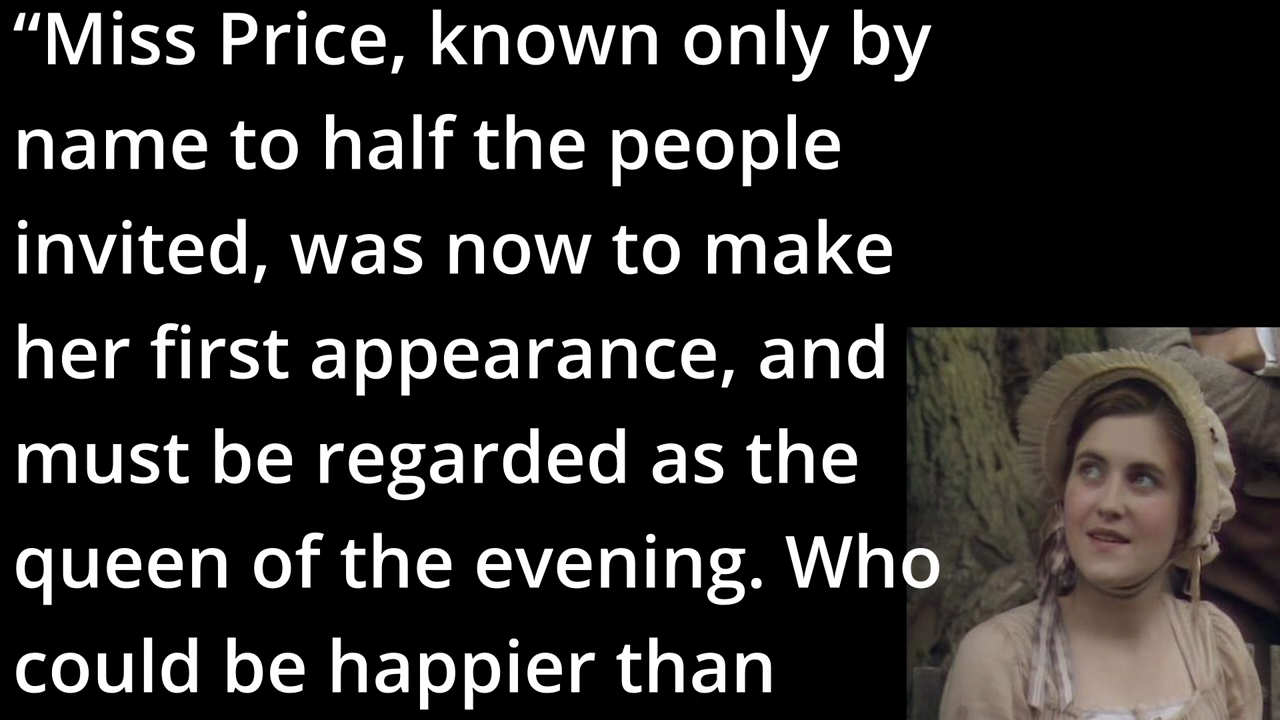 “Miss Price, known only by
name to half the people
invited, was now to make
her first appearance, and
must be regarded as the
queen of the evening. Who
could be happier than